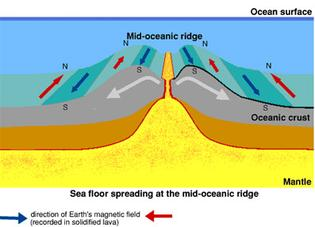 Ocean surface
Mid-oceanic ridge
N
N
N
N
S
S
S
S
Oceanic crust
Mantle
Sea floor spreading at the mid-oceanic ridge
direction of Earth's magnetic field
(recorded in solidified lava)